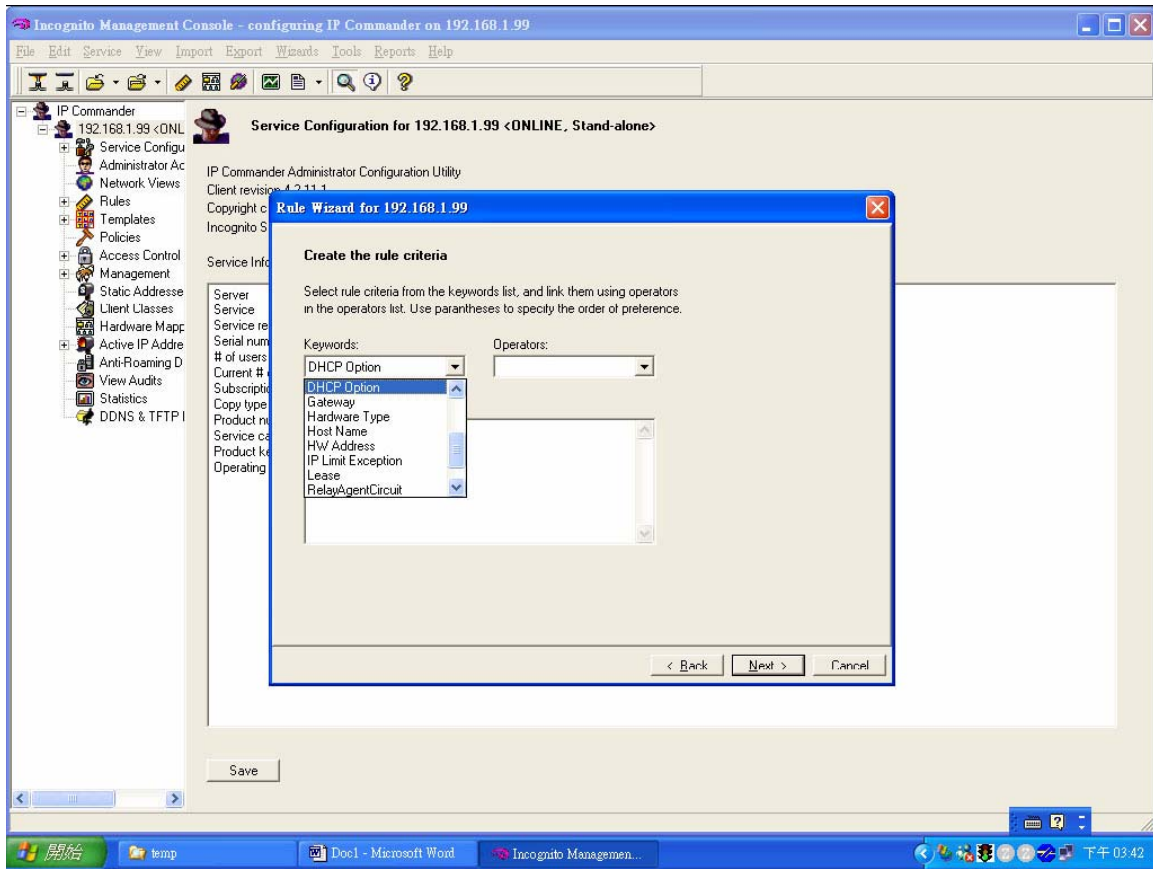 Incognito Management Console - configuring IP Commander on 192.168.1.99
File Edit Service View Import Export Wizards Tools Reports Help
IP Commander
192.168.1.99 <ONL
Service Configu
Administrator Ac
Network Views
Rules
Templates
Policies
Access Control
Management
Static Addresse
Client Classes
Hardware Mapp
Active IP Addre
Anti-Roaming D
View Audits
Statistics
DDNS & TFTP I
Service Configuration for 192.168.1.99 <ONLINE, Stand-alone>
IP Commander Administrator Configuration Utility
Client revision 4.2.11.1
Copyright c
Incognito S
Service Info
Server
Service
Service re
Serial num
# of users
Current #
Subscriptio
Copy type
Product nu
Service ca
Product ke
Operating
Save
Rule Wizard for 192.168.1.99
Create the rule criteria
Select rule criteria from the keywords list, and link them using operators
in the operators list. Use parantheses to specify the order of preference.
Keywords: Operators:
DHCP Option
DHCP Option
Gateway
Hardware Type
Host Name
HW Address
IP Limit Exception
Lease
RelayAgentCircuit
< Back Next > Cancel
開始 temp Doc1 - Microsoft Word Incognito Managemen... 下午 03:42